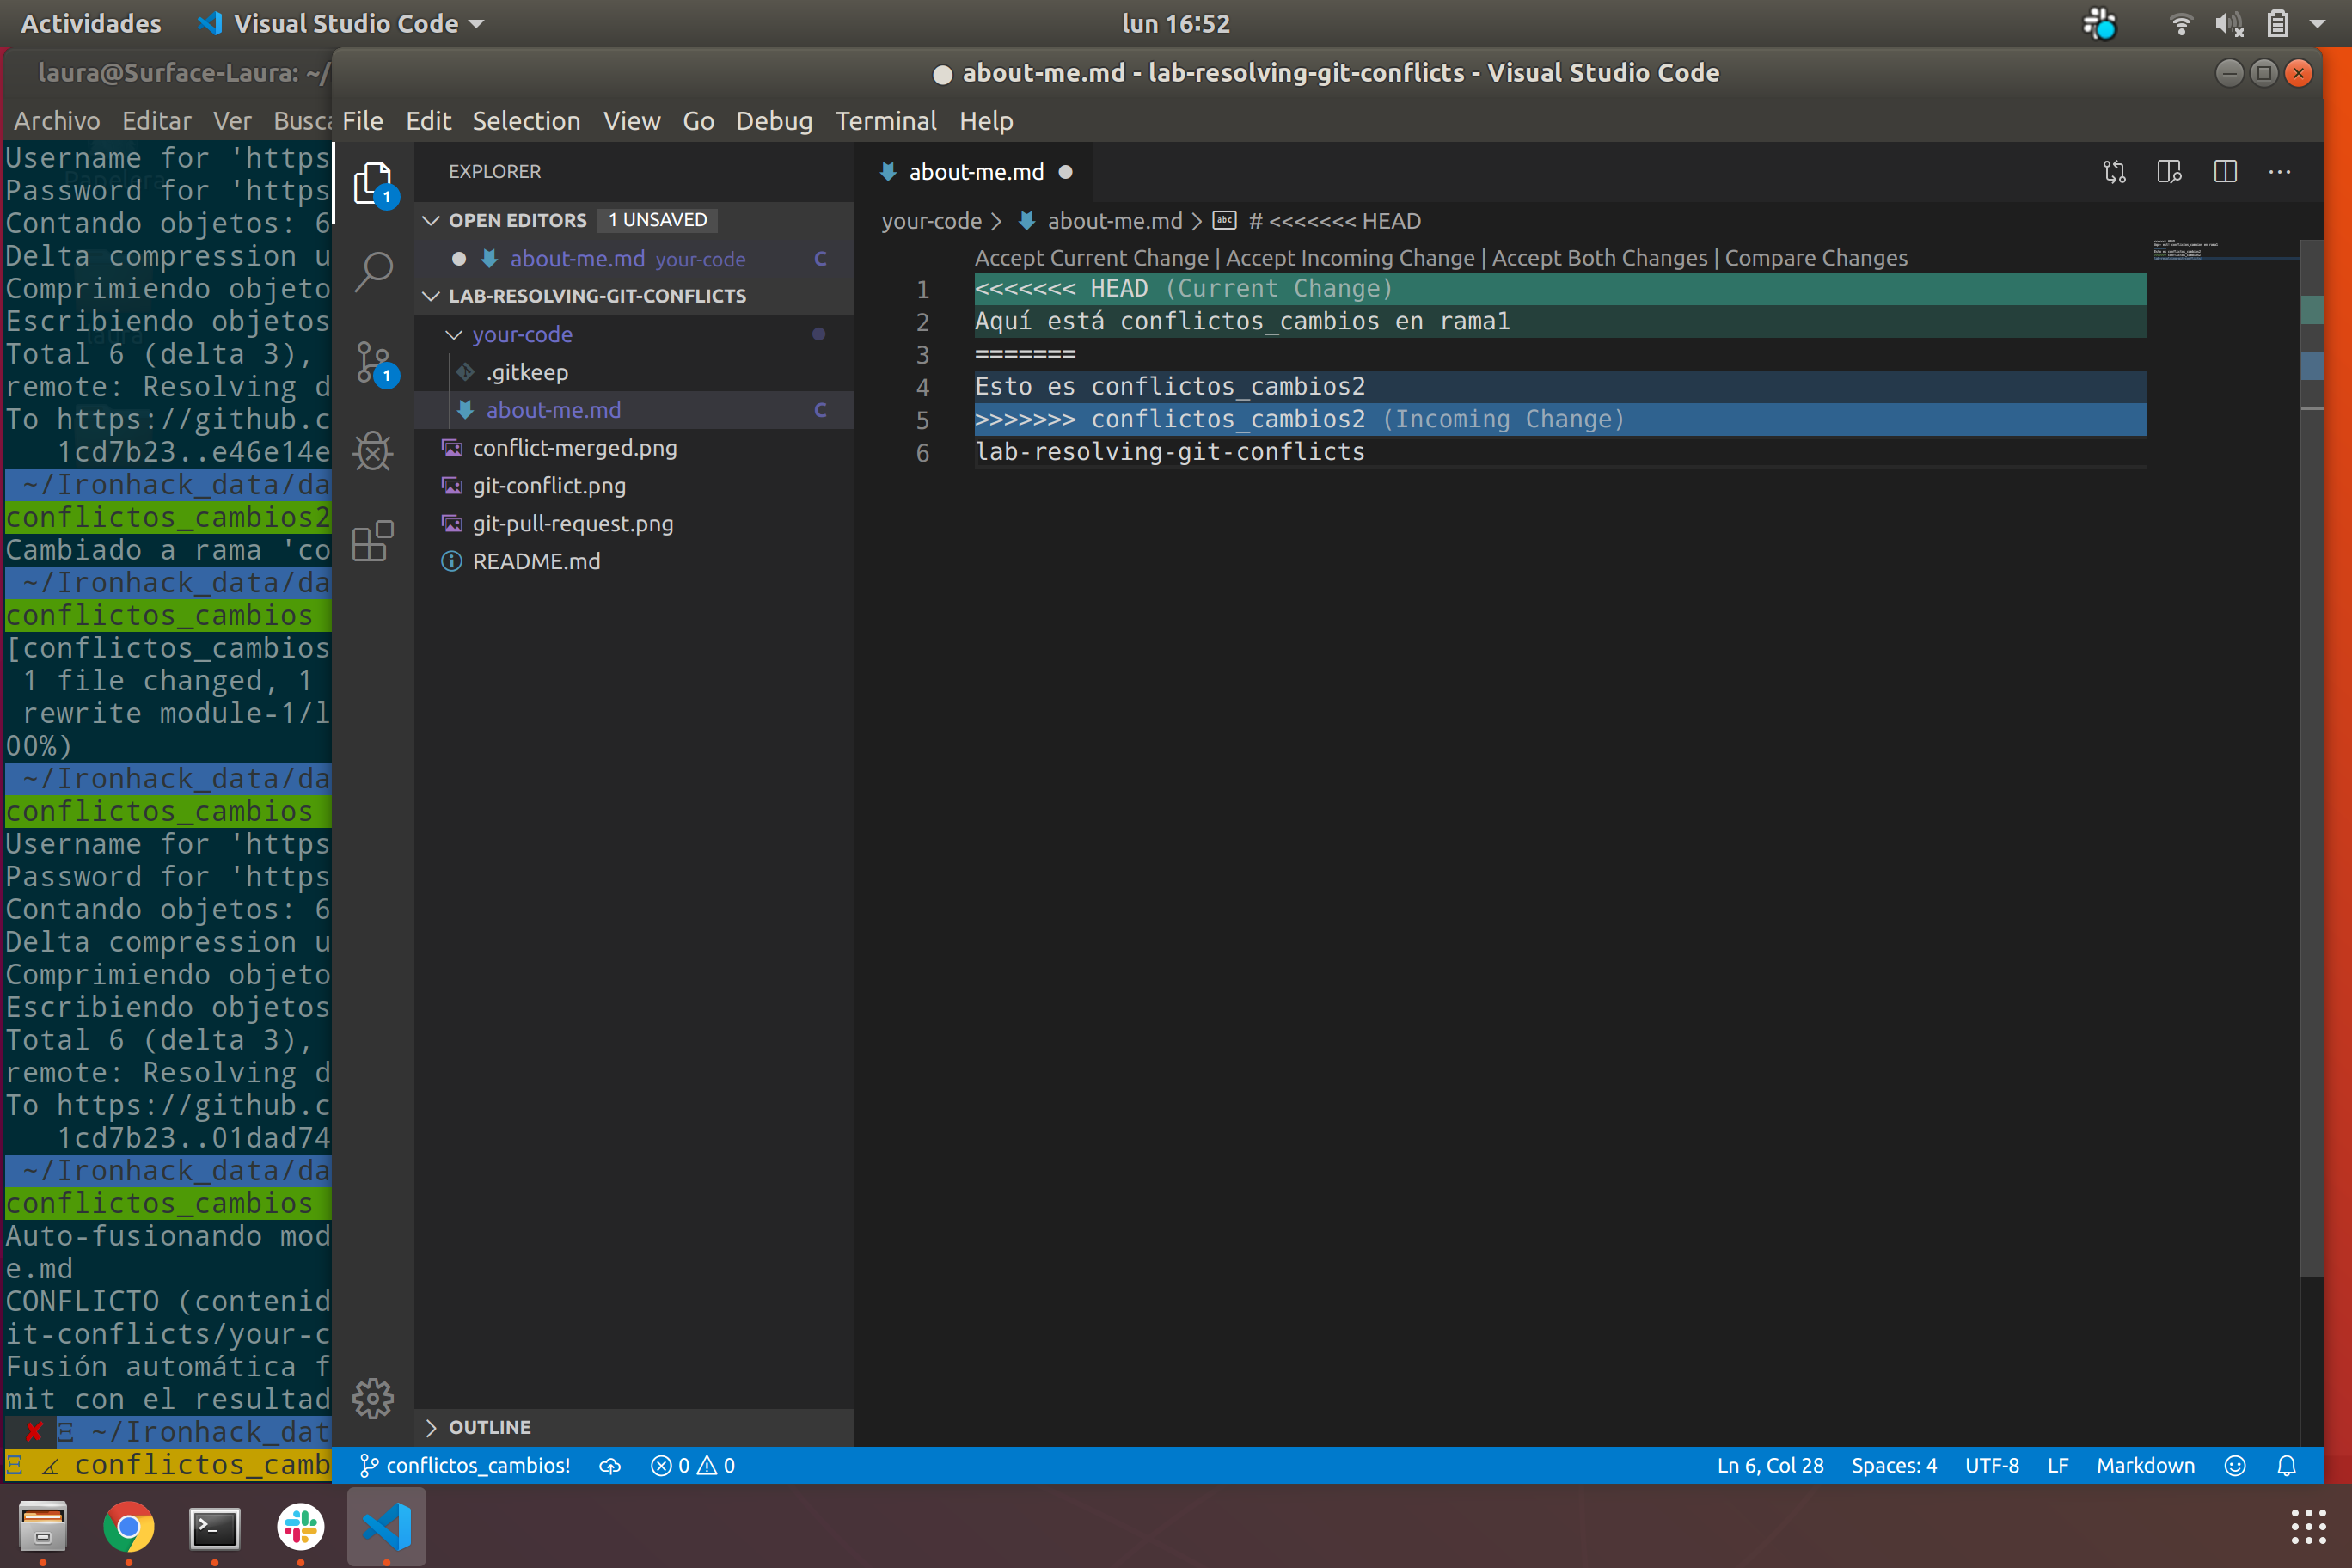 Actividades
Visual Studio Code
lun 16:52
laura@Surface-Laura: ~/
Archivo Editar Ver Busca
Username for 'https
Password for 'https
Contando objetos: 6
Delta compression u
Comprimiendo objeto
Escribiendo objetos
Total 6 (delta 3),
remote: Resolving d
To https://github.c
1cd7b23..e46e14e
~/Ironhack_data/da
conflictos_cambios2
Cambiado a rama 'co
~/Ironhack_data/da
conflictos_cambios
[conflictos_cambios
1 file changed, 1
rewrite module-1/l
00%)
~/Ironhack_data/da
conflictos_cambios
Username for 'https
Password for 'https
Contando objetos: 6
Delta compression u
Comprimiendo objeto
Escribiendo objetos
Total 6 (delta 3),
remote: Resolving d
To https://github.c
1cd7b23..01dad74
~/Ironhack_data/da
conflictos_cambios
Auto-fusionando mod
e.md
CONFLICTO (contenid
it-conflicts/your-c
Fusión automática f
mit con el resultad
✘ Ξ ~/Ironhack_dat
Ξ ∡ conflictos_camb
Papelera
laura
● about-me.md - lab-resolving-git-conflicts - Visual Studio Code
File Edit Selection View Go Debug Terminal Help
1
1
EXPLORER
OPEN EDITORS 1 UNSAVED
about-me.md your-code C
LAB-RESOLVING-GIT-CONFLICTS
your-code
.gitkeep
about-me.md C
conflict-merged.png
git-conflict.png
git-pull-request.png
README.md
OUTLINE
about-me.md
your-code > about-me.md > abc # <<<<<<< HEAD
Accept Current Change | Accept Incoming Change | Accept Both Changes | Compare Changes
1 <<<<<<< HEAD (Current Change)
2 Aquí está conflictos_cambios en rama1
3 =======
4 Esto es conflictos_cambios2
5 >>>>>>> conflictos_cambios2 (Incoming Change)
6 lab-resolving-git-conflicts
conflictos_cambios! 0 0
Ln 6, Col 28 Spaces: 4 UTF-8 LF Markdown